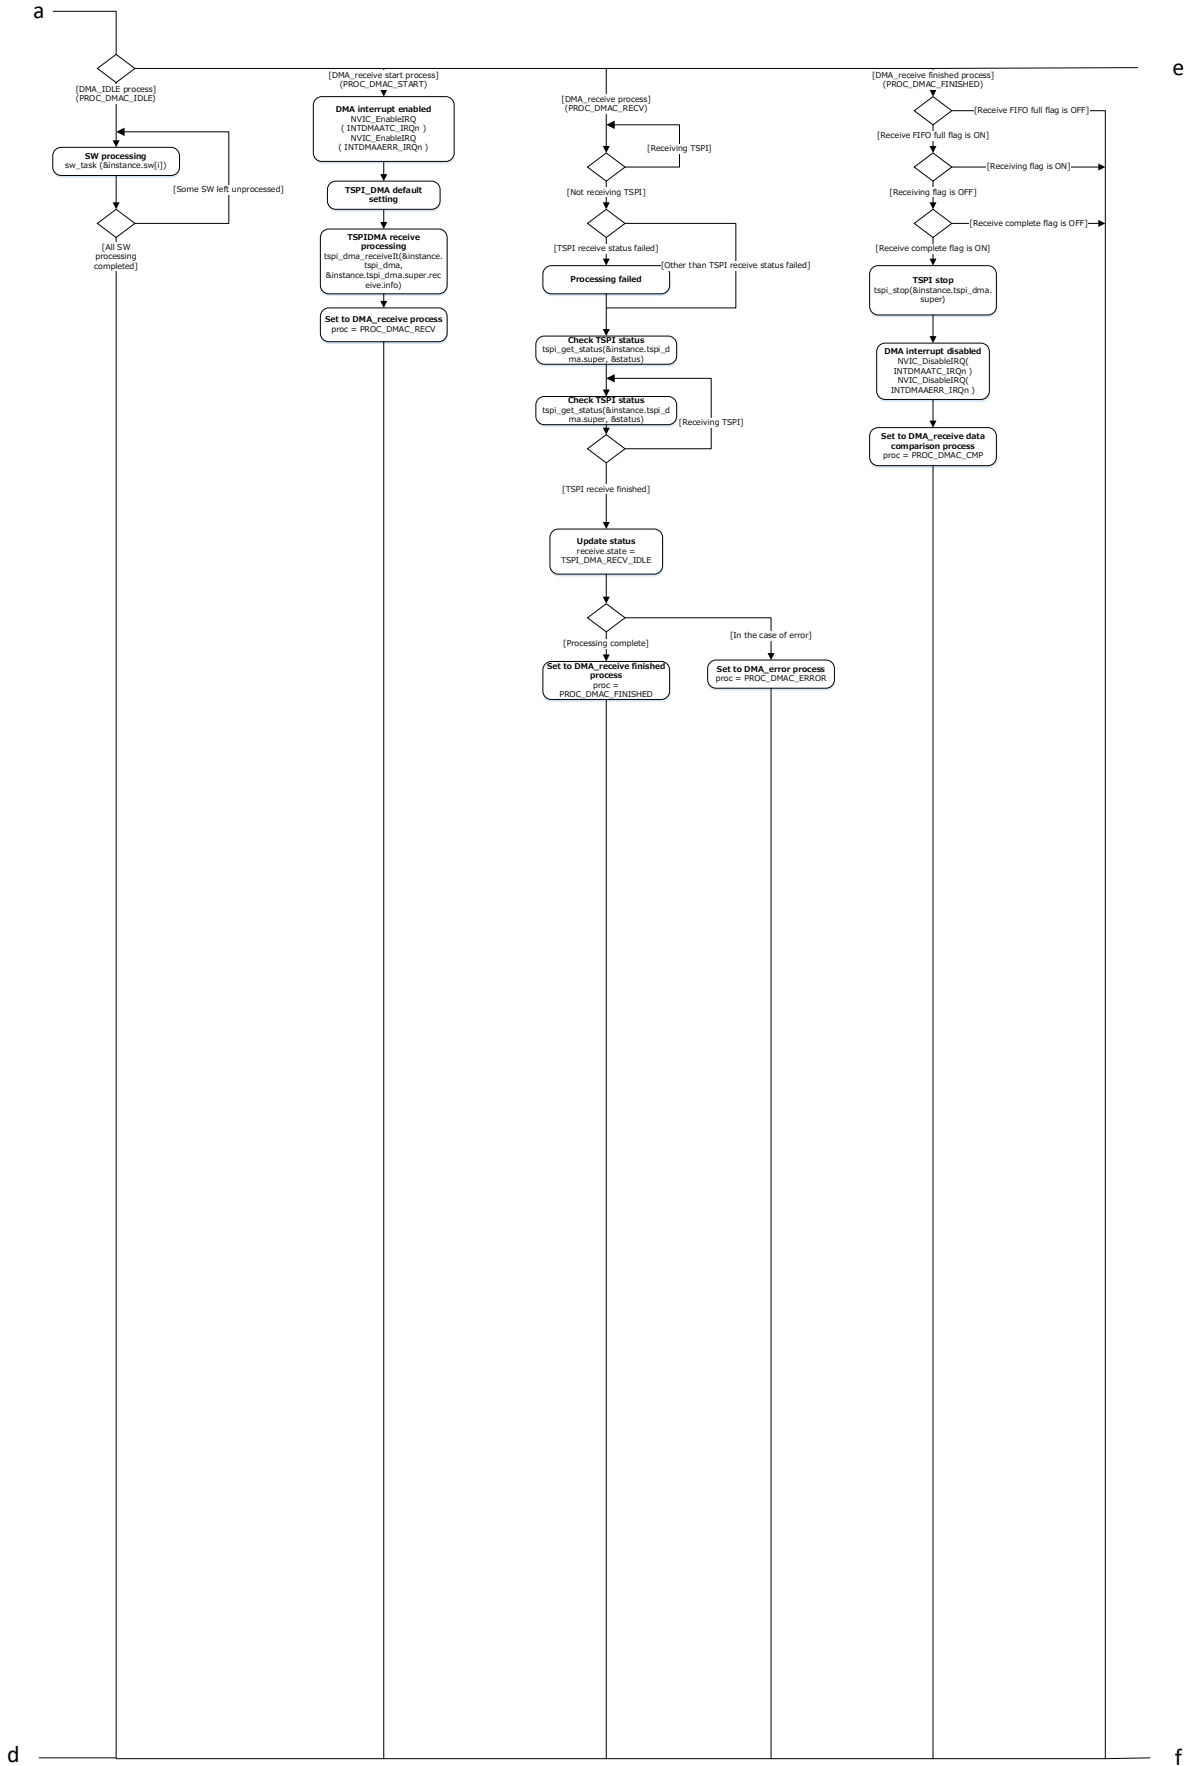 a
e
[DMA_IDLE process]
(PROC_DMAC_IDLE)
SW processing
sw_task (&instance.sw[i])
[Some SW left unprocessed]
[All SW
processing
completed]
[DMA_receive start process]
(PROC_DMAC_START)
DMA interrupt enabled
NVIC_EnableIRQ
( INTDMAATC_IRQn )
NVIC_EnableIRQ
( INTDMAAERR_IRQn )
TSPI_DMA default
setting
TSPIDMA receive
processing
tspi_dma_receiveIt(&instance.
tspi_dma,
&instance.tspi_dma.super.rec
eive.info)
Set to DMA_receive process
proc = PROC_DMAC_RECV
[DMA_receive process]
(PROC_DMAC_RECV)
[Receiving TSPI]
[Not receiving TSPI]
[TSPI receive status failed]
[Other than TSPI receive status failed]
Processing failed
Check TSPI status
tspi_get_status(&instance.tspi_d
ma.super, &status)
Check TSPI status
tspi_get_status(&instance.tspi_d
ma.super, &status)
[Receiving TSPI]
[TSPI receive finished]
Update status
receive.state =
TSPI_DMA_RECV_IDLE
[Processing complete]
[In the case of error]
Set to DMA_receive finished
process
proc =
PROC_DMAC_FINISHED
Set to DMA_error process
proc = PROC_DMAC_ERROR
[DMA_receive finished process]
(PROC_DMAC_FINISHED)
[Receive FIFO full flag is OFF]
[Receive FIFO full flag is ON]
[Receiving flag is ON]
[Receiving flag is OFF]
[Receive complete flag is OFF]
[Receive complete flag is ON]
TSPI stop
tspi_stop(&instance.tspi_dma.
super)
DMA interrupt disabled
NVIC_DisableIRQ(
INTDMAATC_IRQn )
NVIC_DisableIRQ(
INTDMAAERR_IRQn )
Set to DMA_receive data
comparison process
proc = PROC_DMAC_CMP
d
f